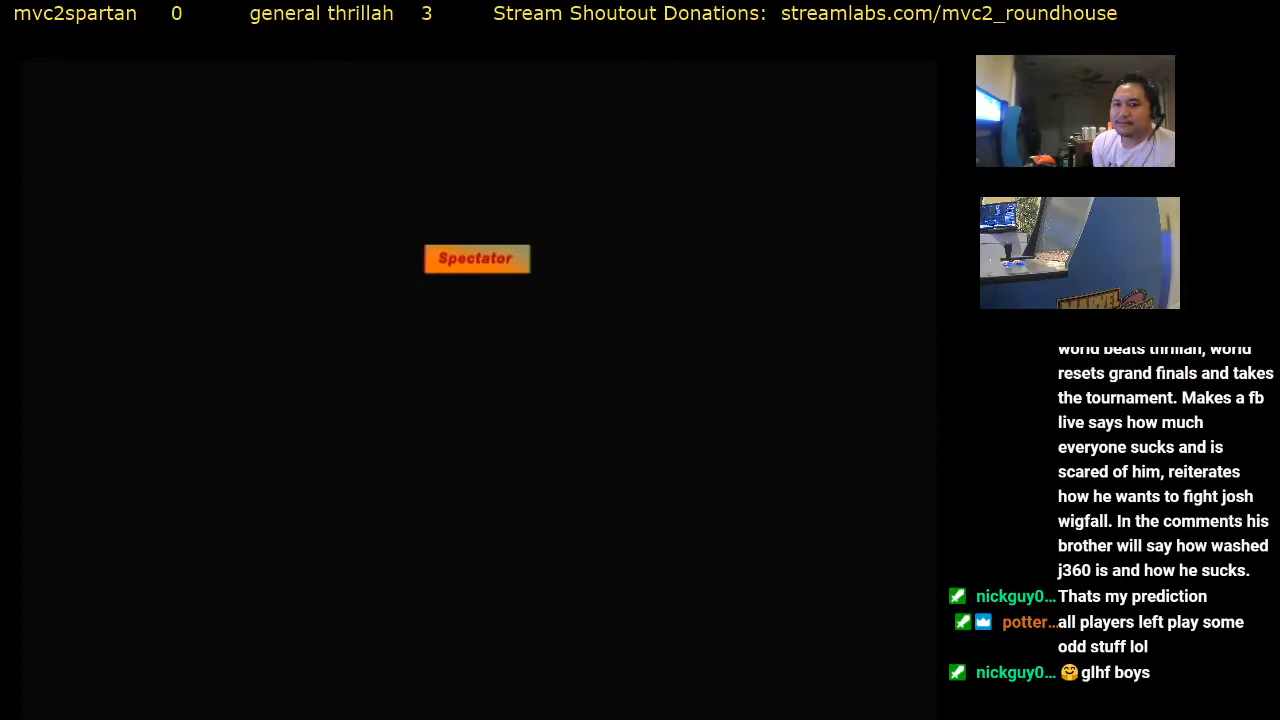 mvc2spartan 0 general thrillah 3 Stream Shoutout Donations: streamlabs.com/mvc2_roundhouse
Spectator
MARVEL
world beats thrillah, world
resets grand finals and takes
the tournament. Makes a fb
live says how much
everyone sucks and is
scared of him, reiterates
how he wants to fight josh
wigfall. In the comments his
brother will say how washed
j360 is and how he sucks.
nickguy0... Thats my prediction
potter... all players left play some
odd stuff lol
nickguy0... 🤗 glhf boys